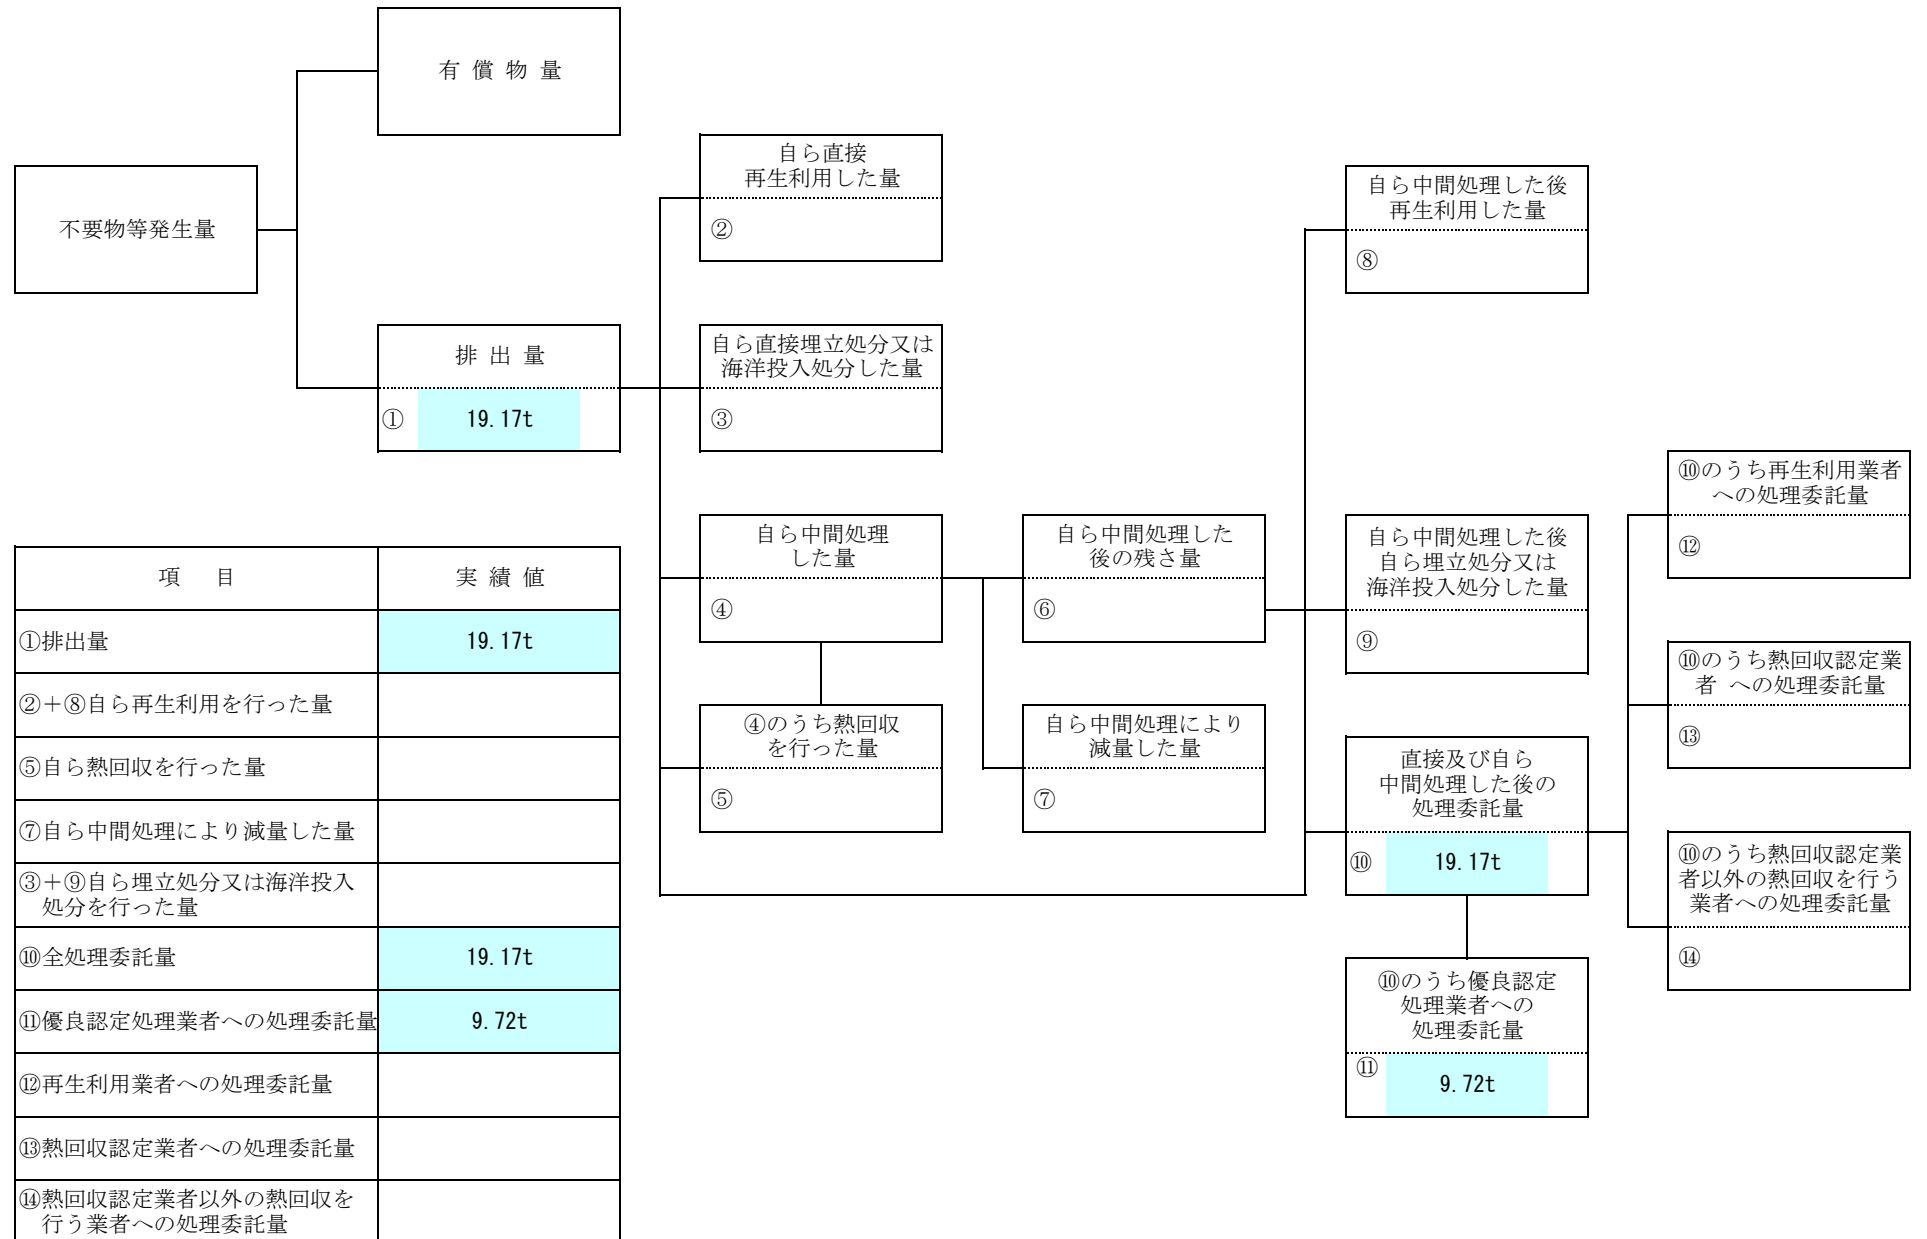 有 償 物 量
不要物等発生量
排 出 量
① 19.17t
自ら直接
再生利用した量
②
自ら直接埋立処分又は
海洋投入処分した量
③
自ら中間処理
した量
④
④のうち熱回収
を行った量
⑤
自ら中間処理した
後の残さ量
⑥
自ら中間処理により
減量した量
⑦
自ら中間処理した後
再生利用した量
⑧
自ら中間処理した後
自ら埋立処分又は
海洋投入処分した量
⑨
直接及び自ら
中間処理した後の
処理委託量
⑩ 19.17t
⑩のうち優良認定
処理業者への
処理委託量
⑪ 9.72t
⑩のうち再生利用業者
への処理委託量
⑫
⑩のうち熱回収認定業
者 への処理委託量
⑬
⑩のうち熱回収認定業
者以外の熱回収を行う
業者への処理委託量
⑭
項 目 実 績 値
①排出量 19.17t
②＋⑧自ら再生利用を行った量
⑤自ら熱回収を行った量
⑦自ら中間処理により減量した量
③＋⑨自ら埋立処分又は海洋投入
処分を行った量
⑩全処理委託量 19.17t
⑪優良認定処理業者への処理委託量 9.72t
⑫再生利用業者への処理委託量
⑬熱回収認定業者への処理委託量
⑭熱回収認定業者以外の熱回収を
行う業者への処理委託量